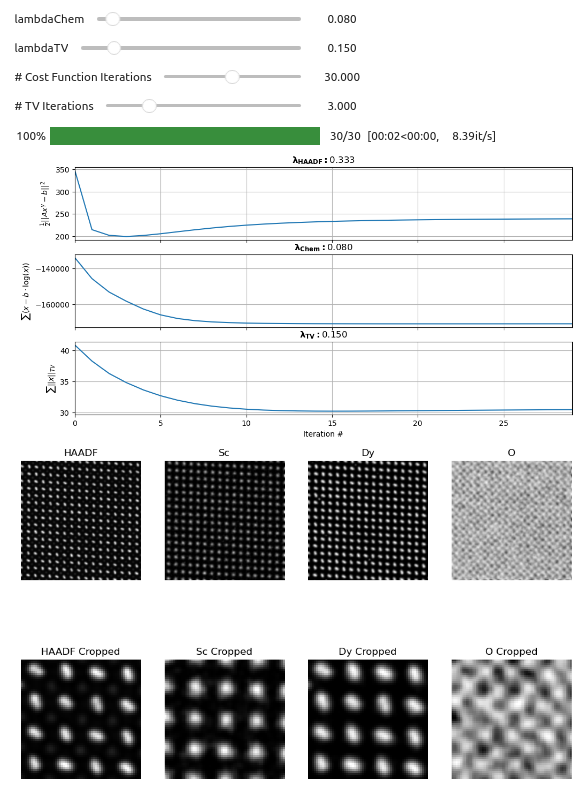 lambdaChem 0.080
lambdaTV 0.150
# Cost Function Iterations 30.000
# TV Iterations 3.000
100% 30/30 [00:02<00:00, 8.39it/s]
λHAADF : 0.333
½||Axᵞ − b||²
350
300
250
200
λChem : 0.080
∑(x − b · log(x))
−140000
−160000
λTV : 0.150
∑||x||TV
40
35
30
0 5 10 15 20 25
Iteration #
HAADF Sc Dy O
HAADF Cropped Sc Cropped Dy Cropped O Cropped